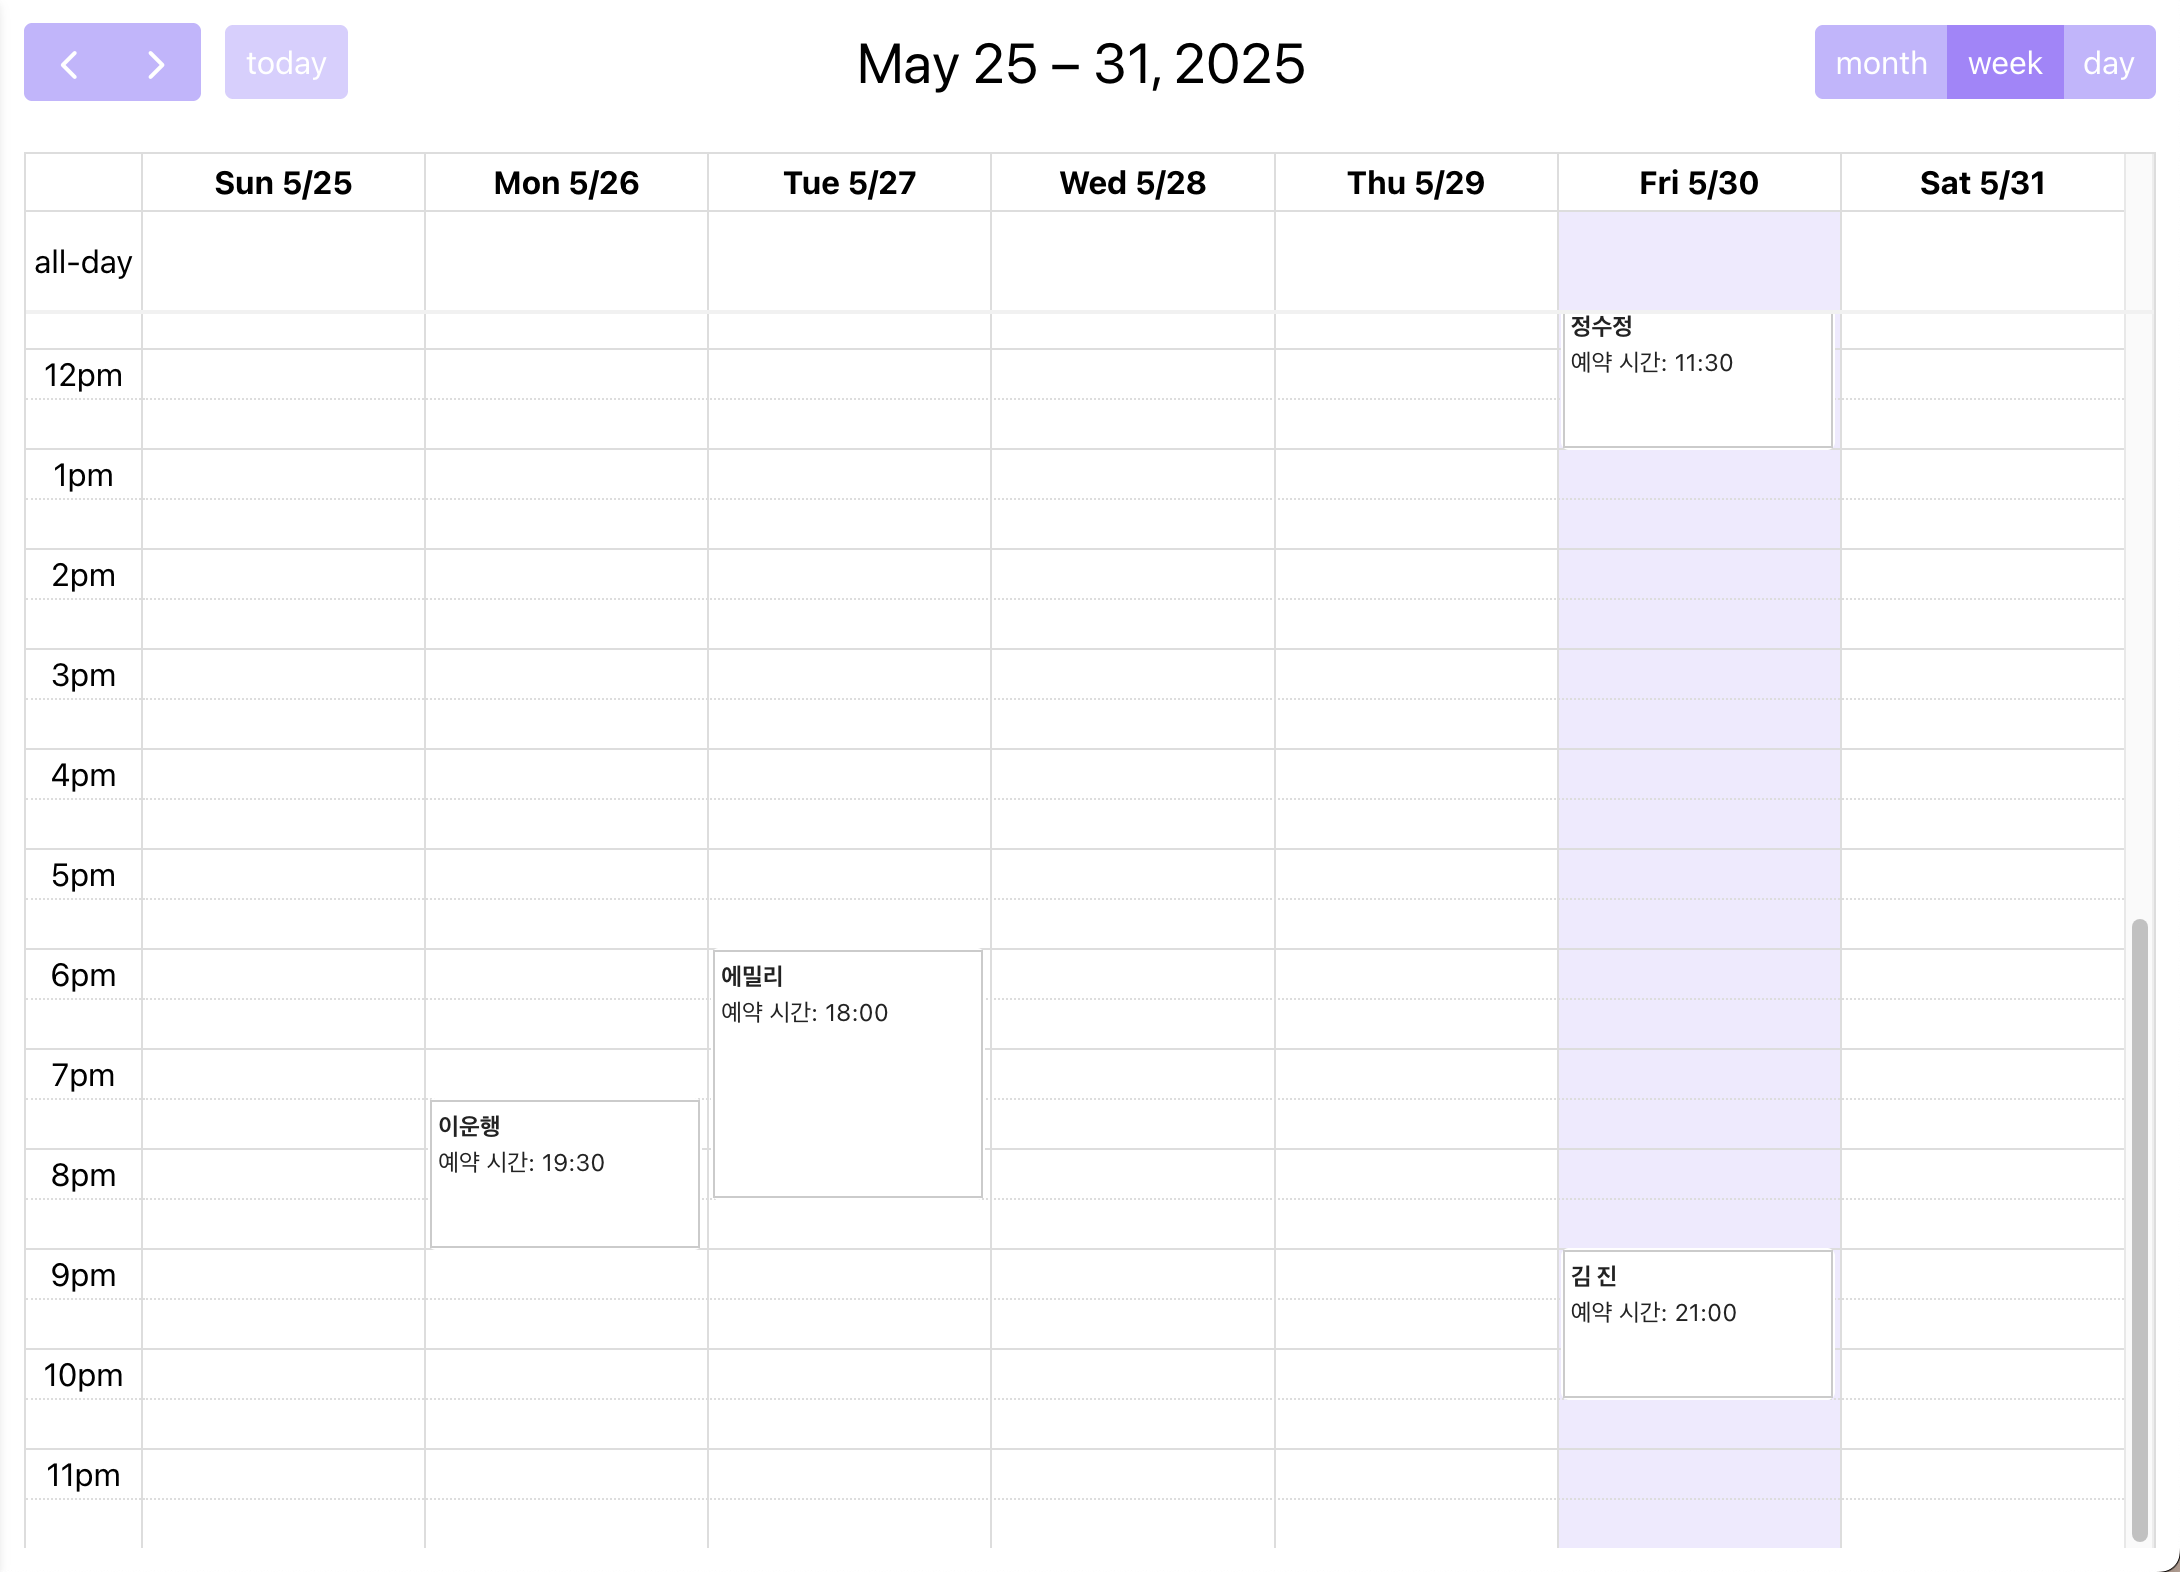 today
May 25 – 31, 2025
month week day
Sun 5/25 Mon 5/26 Tue 5/27 Wed 5/28 Thu 5/29 Fri 5/30 Sat 5/31
all-day
정수정
예약 시간: 11:30
12pm
1pm
2pm
3pm
4pm
5pm
6pm
에밀리
예약 시간: 18:00
7pm
이운행
예약 시간: 19:30
8pm
9pm
김 진
예약 시간: 21:00
10pm
11pm